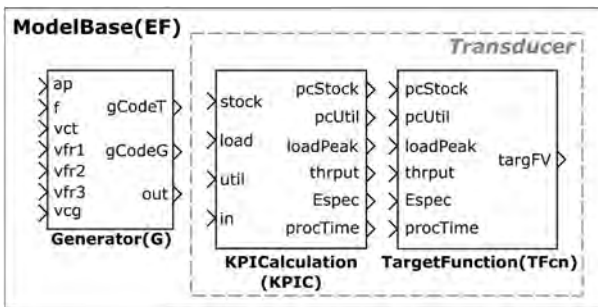 ModelBase(EF)
Transducer
ap
f
vct
vfr1
vfr2
vfr3
vcg
gCodeT
gCodeG
out
Generator(G)
stock
load
util
in
pcStock
pcUtil
loadPeak
thrput
Espec
procTime
KPICalculation
(KPIC)
pcStock
pcUtil
loadPeak
thrput
Espec
procTime
targFV
TargetFunction(TFcn)